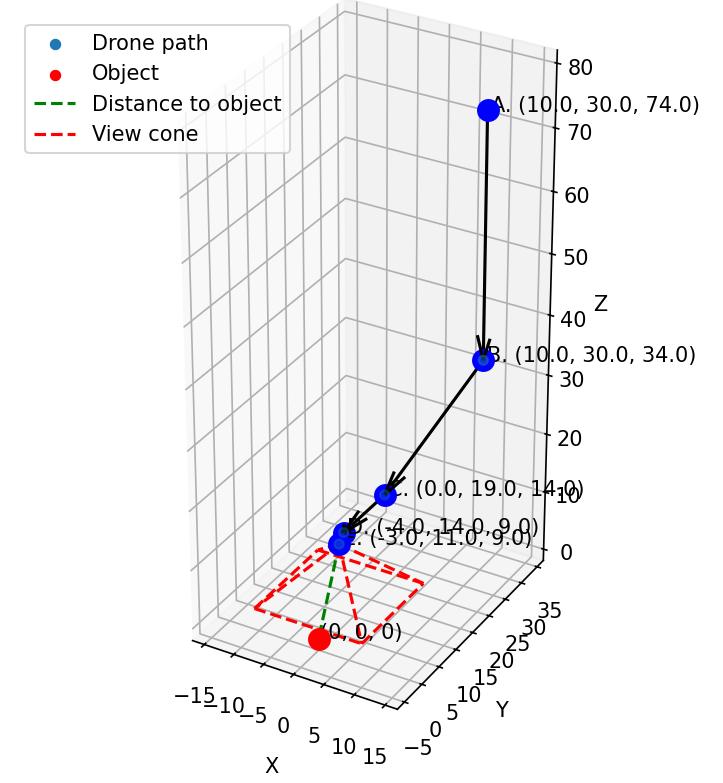 Drone path
Object
Distance to object
View cone
A. (10.0, 30.0, 74.0)
B. (10.0, 30.0, 34.0)
C. (0.0, 19.0, 14.0)
D. (-4.0, 14.0, 9.0)
E. (-3.0, 11.0, 9.0)
(0, 0, 0)
80
70
60
50
40
30
20
10
0
Z
−15
−10
−5
0
5
10
15
X
−5
0
5
10
15
20
25
30
35
Y